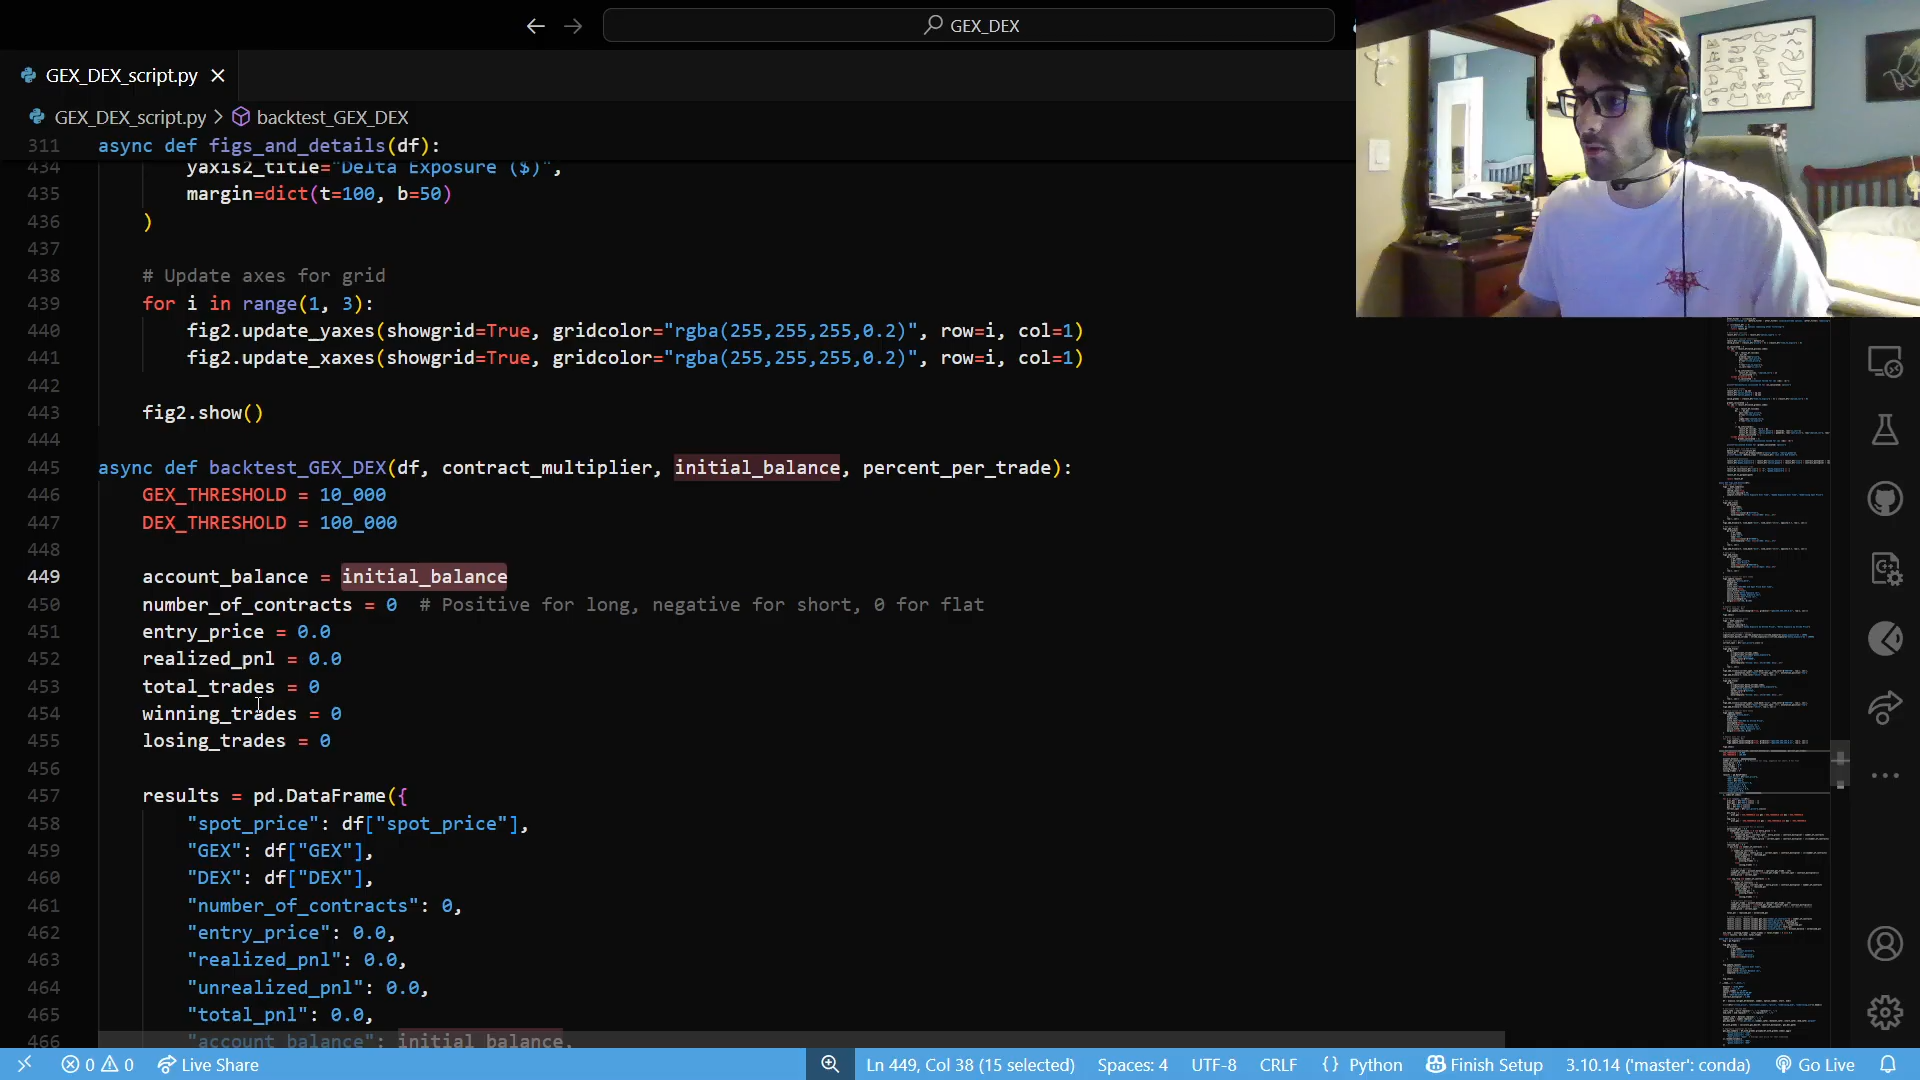 GEX_DEX
GEX_DEX_script.py
GEX_DEX_script.py > backtest_GEX_DEX
311 async def figs_and_details(df):
434 yaxis2_title="Delta Exposure ($)",
435 margin=dict(t=100, b=50)
436 )
437
438 # Update axes for grid
439 for i in range(1, 3):
440 fig2.update_yaxes(showgrid=True, gridcolor="rgba(255,255,255,0.2)", row=i, col=1)
441 fig2.update_xaxes(showgrid=True, gridcolor="rgba(255,255,255,0.2)", row=i, col=1)
442
443 fig2.show()
444
445 async def backtest_GEX_DEX(df, contract_multiplier, initial_balance, percent_per_trade):
446 GEX_THRESHOLD = 10_000
447 DEX_THRESHOLD = 100_000
448
449 account_balance = initial_balance
450 number_of_contracts = 0 # Positive for long, negative for short, 0 for flat
451 entry_price = 0.0
452 realized_pnl = 0.0
453 total_trades = 0
454 winning_trades = 0
455 losing_trades = 0
456
457 results = pd.DataFrame({
458 "spot_price": df["spot_price"],
459 "GEX": df["GEX"],
460 "DEX": df["DEX"],
461 "number_of_contracts": 0,
462 "entry_price": 0.0,
463 "realized_pnl": 0.0,
464 "unrealized_pnl": 0.0,
465 "total_pnl": 0.0,
466 "account_balance": initial_balance,
0 0 Live Share Ln 449, Col 38 (15 selected) Spaces: 4 UTF-8 CRLF {} Python Finish Setup 3.10.14 ('master': conda) Go Live